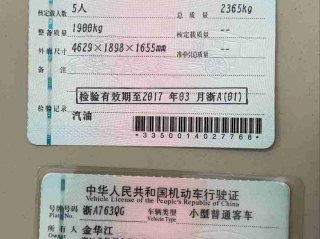 核定载人数 5人 总质量 2365kg
整备质量 1900kg 核定载质量
外廓尺寸 4629×1898×1655mm 准牵引总质量
备注
检验有效期至2017年03月浙A(01)
检验记录
汽油
*3350014027766*
中华人民共和国机动车行驶证
Vehicle License of the People's Republic of China
号牌号码 浙A763QG 车辆类型 小型普通客车
Plate No. Vehicle Type
所有人 金华江
Owner